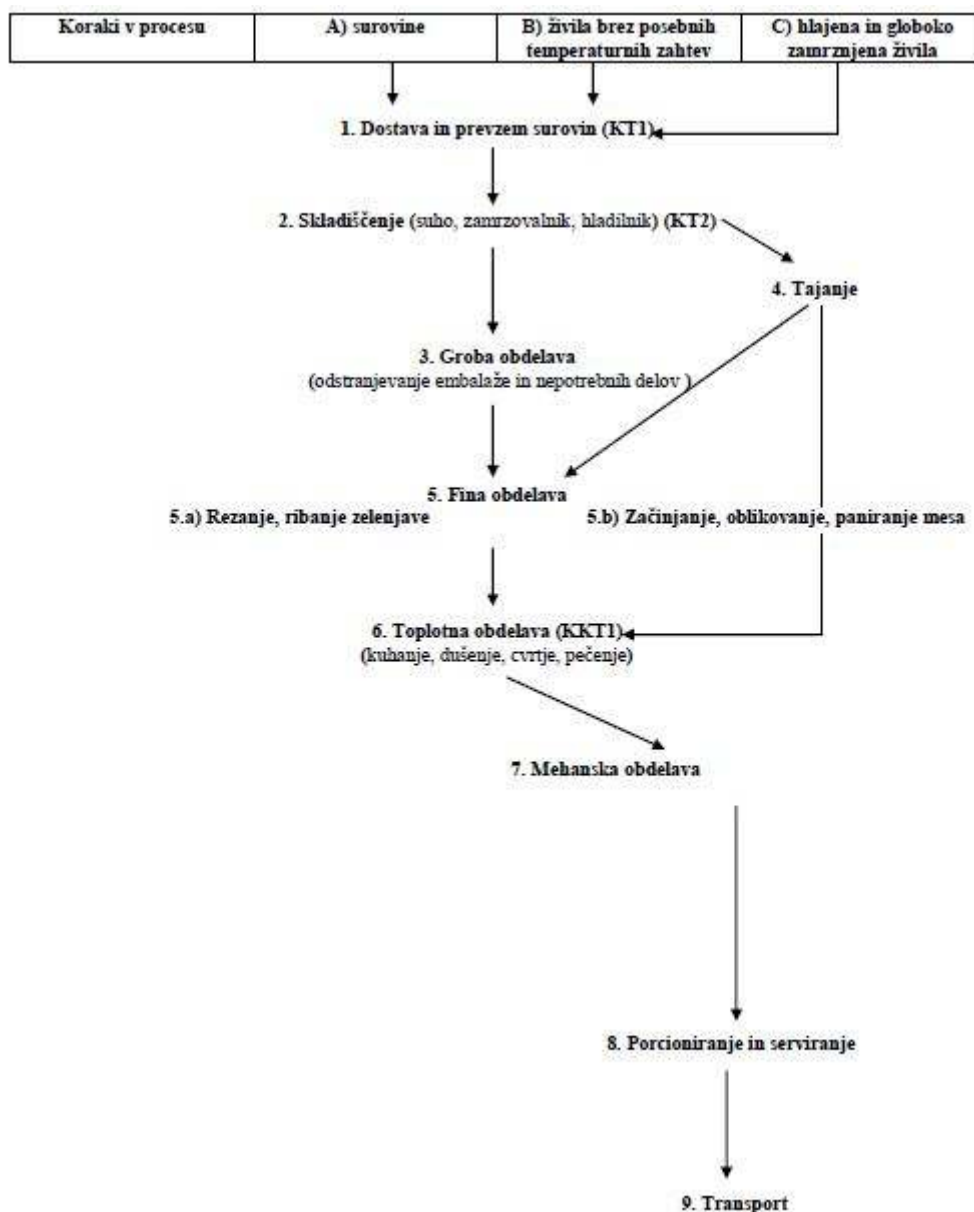 Koraki v procesu
A) surovine
B) živila brez posebnih
temperaturnih zahtev
C) hlajena in globoko
zamrznjena živila
1. Dostava in prevzem surovin (KT1)
2. Skladiščenje (suho, zamrzovalnik, hladilnik) (KT2)
4. Tajanje
3. Groba obdelava
(odstranjevanje embalaže in nepotrebnih delov )
5. Fina obdelava
5.a) Rezanje, ribanje zelenjave
5.b) Začinjanje, oblikovanje, paniranje mesa
6. Toplotna obdelava (KKT1)
(kuhanje, dušenje, cvrtje, pečenje)
7. Mehanska obdelava
8. Porcioniranje in serviranje
9. Transport